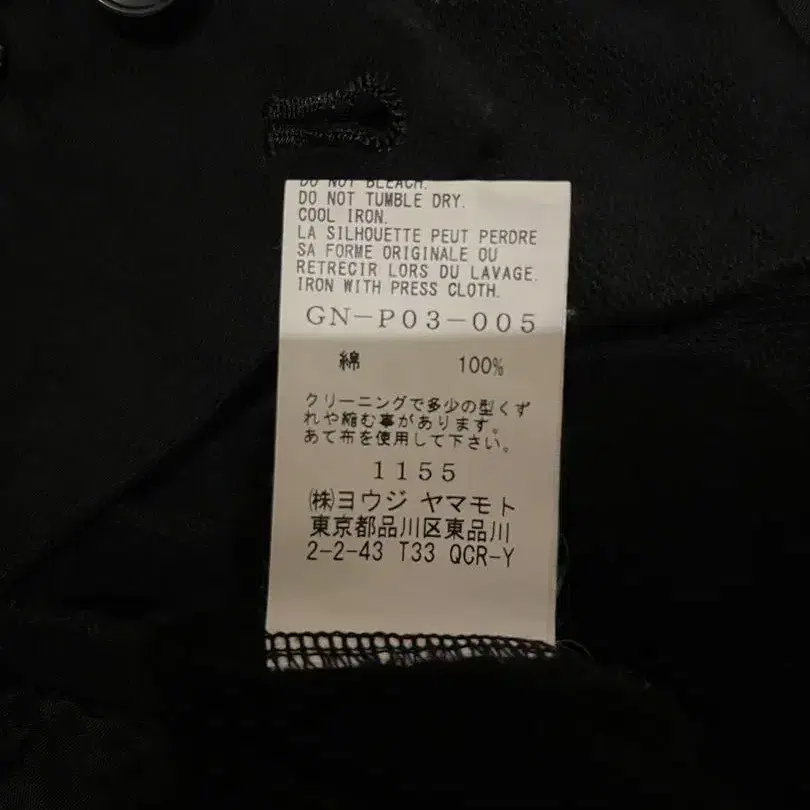 DO NOT BLEACH.
DO NOT TUMBLE DRY.
COOL IRON.
LA SILHOUETTE PEUT PERDRE
SA FORME ORIGINALE OU
RETRECIR LORS DU LAVAGE.
IRON WITH PRESS CLOTH.
GN-P03-005
綿 100%
クリーニングで多少の型くず
れや縮む事があります。
あて布を使用して下さい。
1155
㈱ヨウジ ヤマモト
東京都品川区東品川
2-2-43 T33 QCR-Y